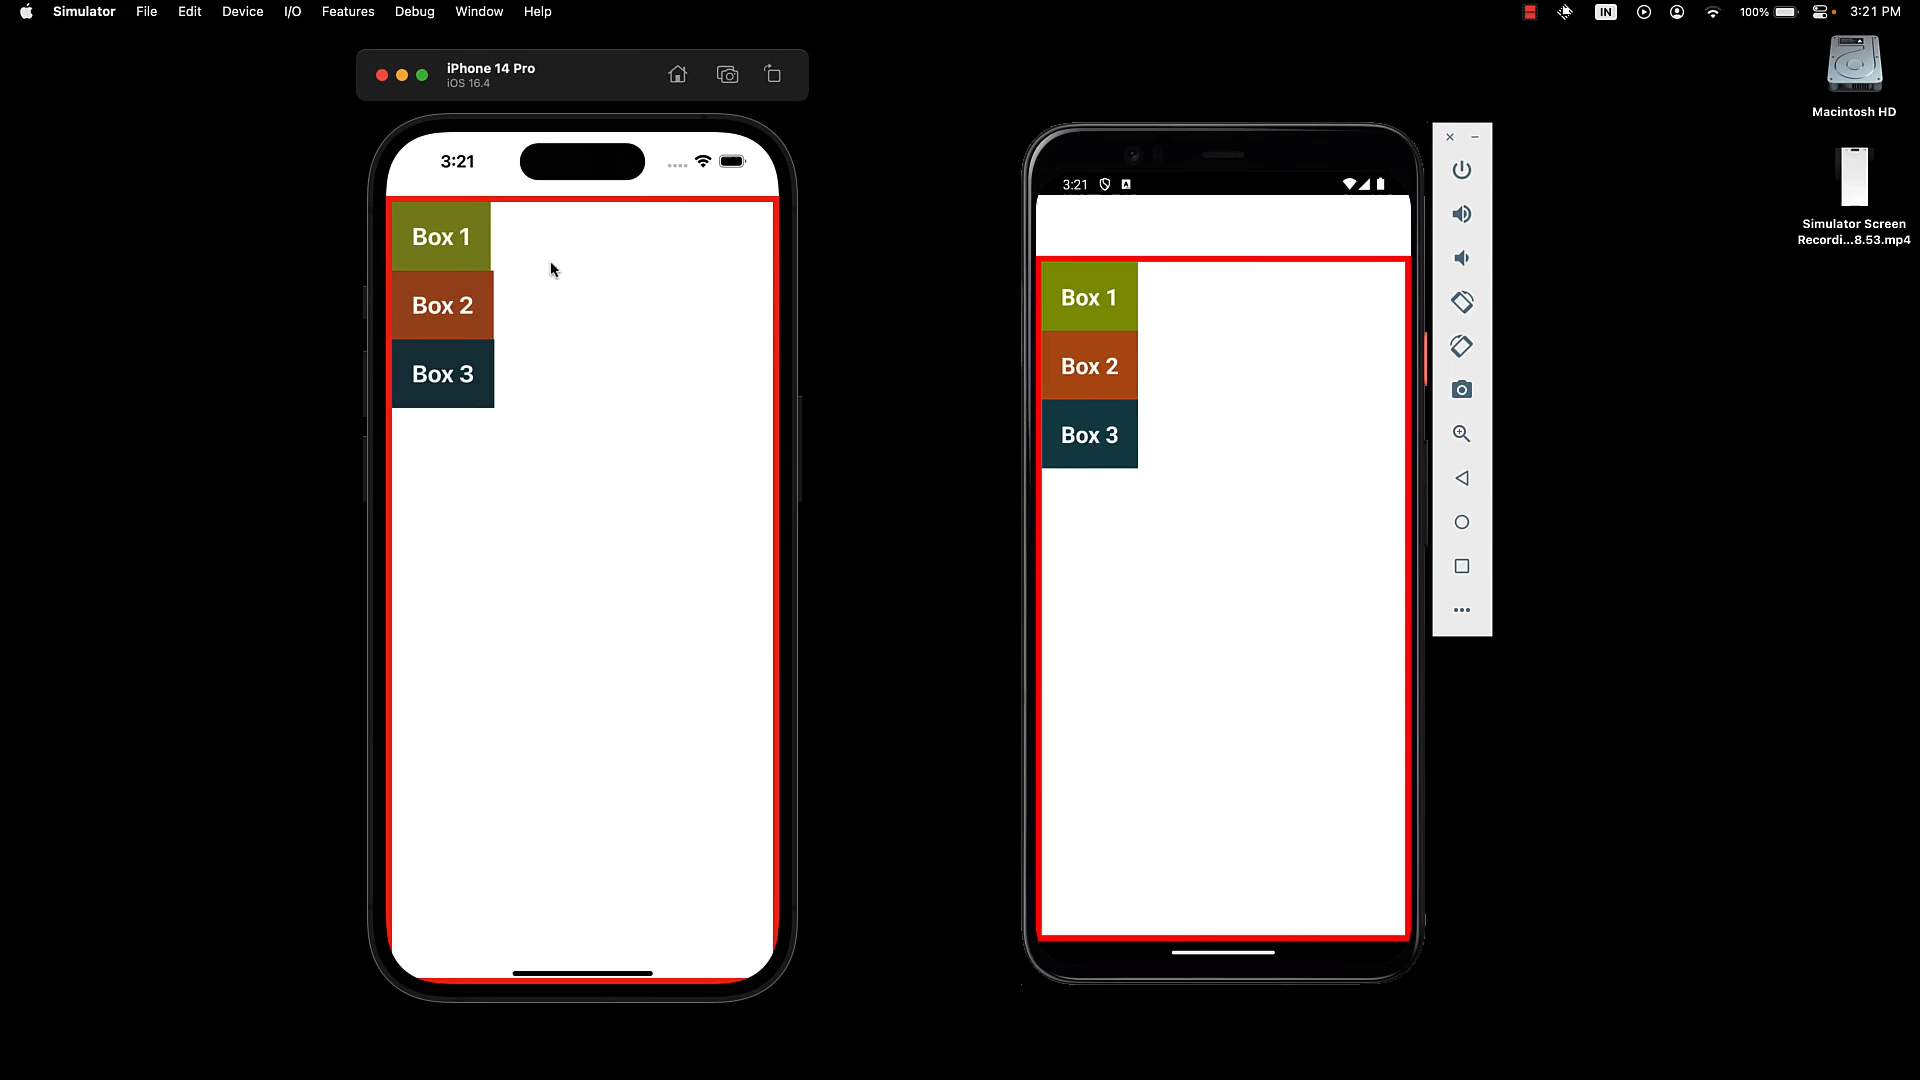 Simulator File Edit Device I/O Features Debug Window Help
IN 100% 3:21 PM
iPhone 14 Pro
iOS 16.4
3:21
Box 1
Box 2
Box 3
3:21
Box 1
Box 2
Box 3
Macintosh HD
Simulator Screen
Recordi...8.53.mp4